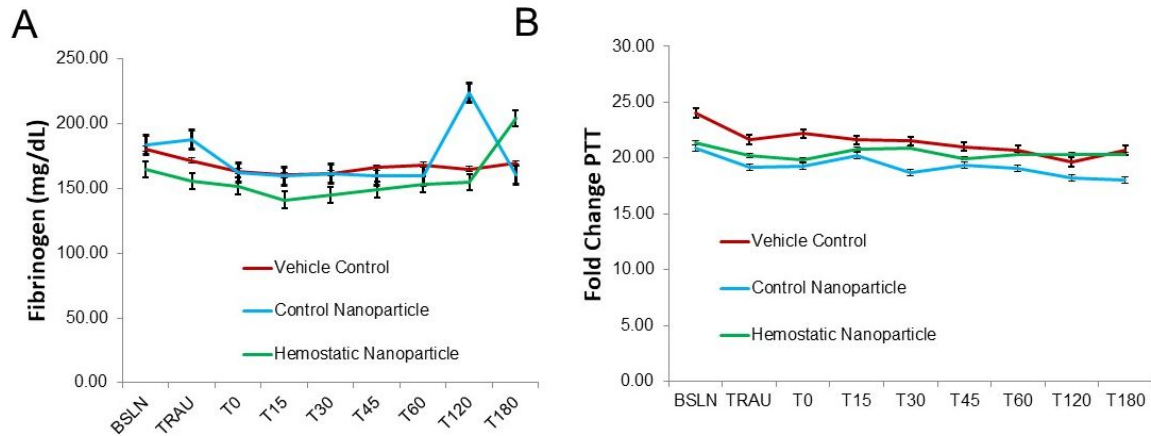 A
Fibrinogen (mg/dL)
250.00
200.00
150.00
100.00
50.00
0.00
Vehicle Control
Control Nanoparticle
Hemostatic Nanoparticle
BSLN TRAU T0 T15 T30 T45 T60 T120 T180
B
Fold Change PTT
30.00
25.00
20.00
15.00
10.00
5.00
0.00
Vehicle Control
Control Nanoparticle
Hemostatic Nanoparticle
BSLN TRAU T0 T15 T30 T45 T60 T120 T180